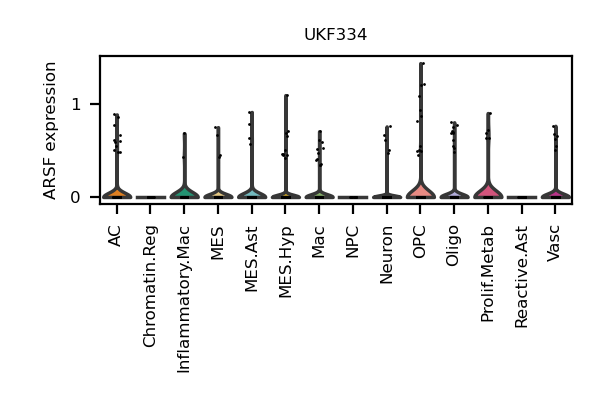 UKF334
ARSF expression
1
0
AC
Chromatin.Reg
Inflammatory.Mac
MES
MES.Ast
MES.Hyp
Mac
NPC
Neuron
OPC
Oligo
Prolif.Metab
Reactive.Ast
Vasc